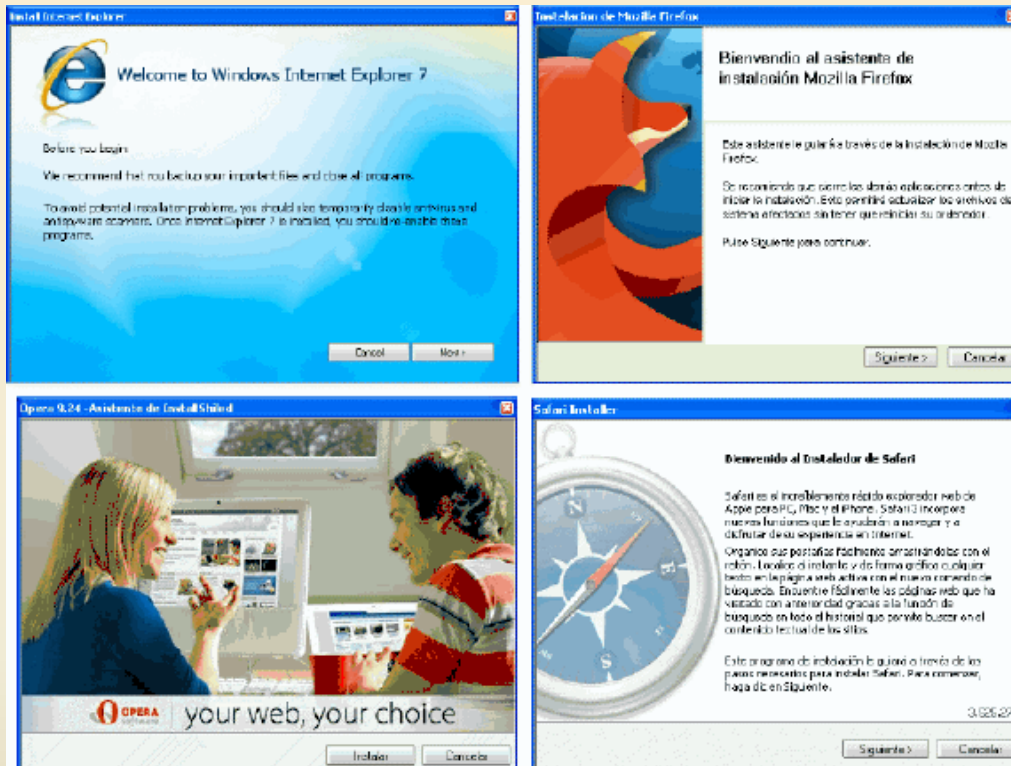 Install Internet Explorer
Welcome to Windows Internet Explorer 7
Before you begin
We recommend that you backup your important files and close all programs.
To avoid potential installation problems, you should also temporarily disable antivirus and
antispyware scanners. Once Internet Explorer 7 is installed, you should re-enable these
programs.
Cancel
Next >
Instalacion de Mozilla Firefox
Bienvendio al asistente de
instalación Mozilla Firefox
Este asistente le guiará a través de la instalación de Mozilla
Firefox.
Se recomienda que cierre las demás aplicaciones antes de
iniciar la instalación. Esto permitirá actualizar los archivos de
sistema afectados sin tener que reiniciar su ordenador.
Pulse Siguiente para continuar.
Siguiente >
Cancelar
Opera 9.24 - Asistente de InstallShiled
OPERA
software
your web, your choice
Instalar
Cancelar
Safari Installer
Bienvenido al Instalador de Safari
Safari es el increíblemente rápido explorador web de
Apple para PC, Mac y el iPhone. Safari 3 incorpora
nuevas funciones que le ayudarán a navegar y a
disfrutar de su experiencia en Internet.
Organice sus pestañas fácilmente arrastrándolas con el
ratón. Localice al instante y de forma gráfica cualquier
texto en la página web activa con el nuevo comando de
búsqueda. Encuentre fácilmente las páginas web que ha
visitado con anterioridad gracias a la función de
búsqueda en todo el historial que permite buscar en el
contenido textual de los sitios.
Este programa de instalación le guiará a través de los
pasos necesarios para instalar Safari. Para comenzar,
haga clic en Siguiente.
Siguiente >
Cancelar